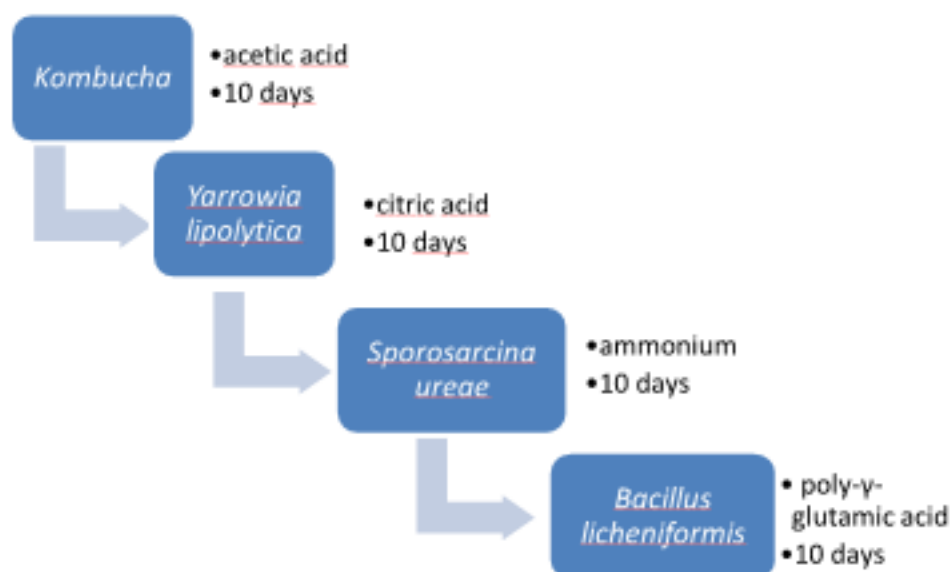 Kombucha
•acetic acid
•10 days
Yarrowia
lipolytica
•citric acid
•10 days
Sporosarcina
ureae
•ammonium
•10 days
Bacillus
licheniformis
• poly-γ-
glutamic acid
•10 days